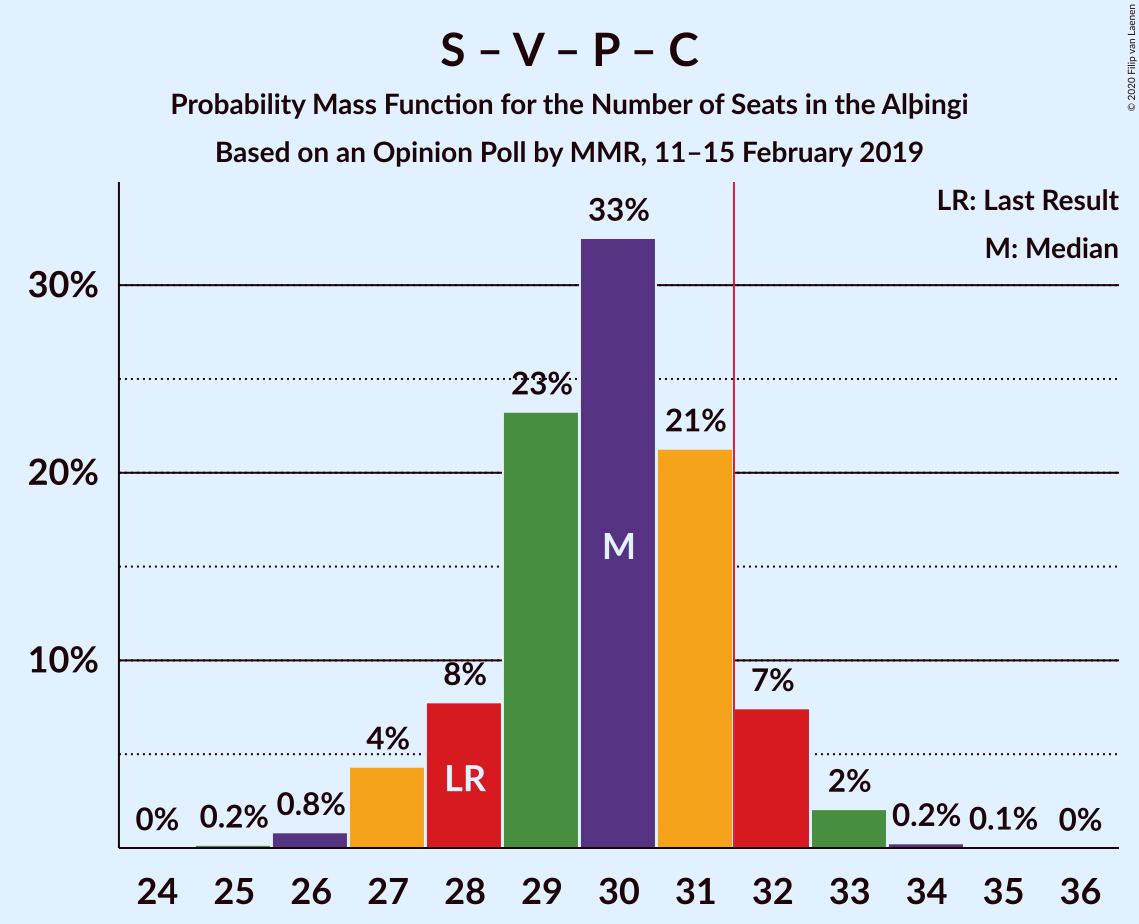 S – V – P – C
Probability Mass Function for the Number of Seats in the Alþingi
Based on an Opinion Poll by MMR, 11–15 February 2019
© 2020 Filip van Laenen
LR: Last Result
M: Median
30%
20%
10%
0%
0.2%
0.8%
4%
8%
23%
33%
21%
7%
2%
0.2%
0.1%
0%
LR
M
24 25 26 27 28 29 30 31 32 33 34 35 36